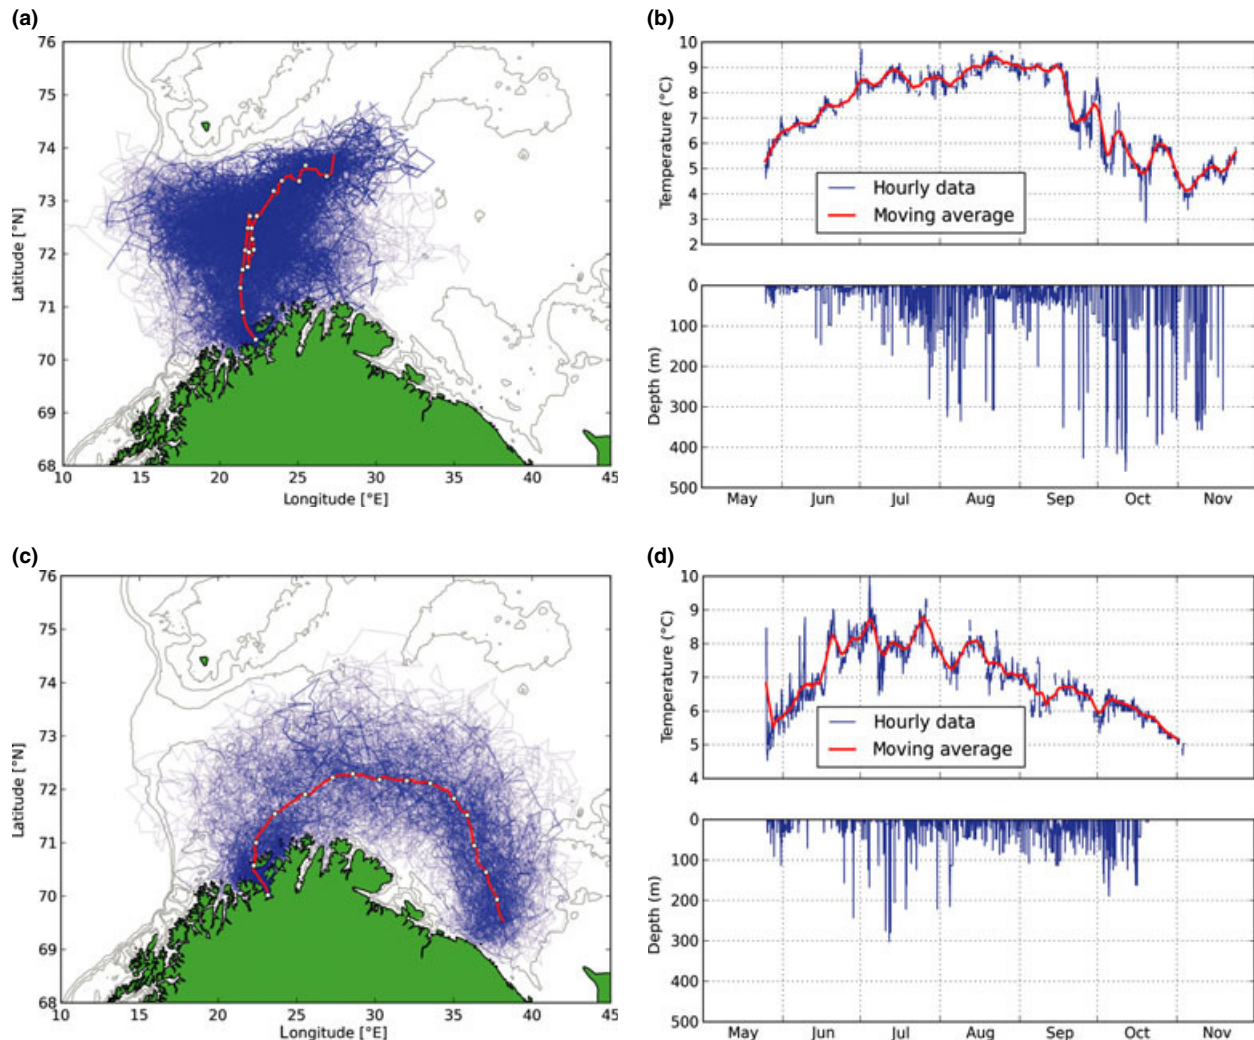 (a)
76
75
74
73
72
71
70
69
68
Latitude [°N]
10 15 20 25 30 35 40 45
Longitude [°E]
(b)
10
9
8
7
6
5
4
3
2
Temperature (°C)
Hourly data
Moving average
0
100
200
300
400
500
Depth (m)
May Jun Jul Aug Sep Oct Nov
(c)
76
75
74
73
72
71
70
69
68
Latitude [°N]
10 15 20 25 30 35 40 45
Longitude [°E]
(d)
10
9
8
7
6
5
4
Temperature (°C)
Hourly data
Moving average
0
100
200
300
400
500
Depth (m)
May Jun Jul Aug Sep Oct Nov